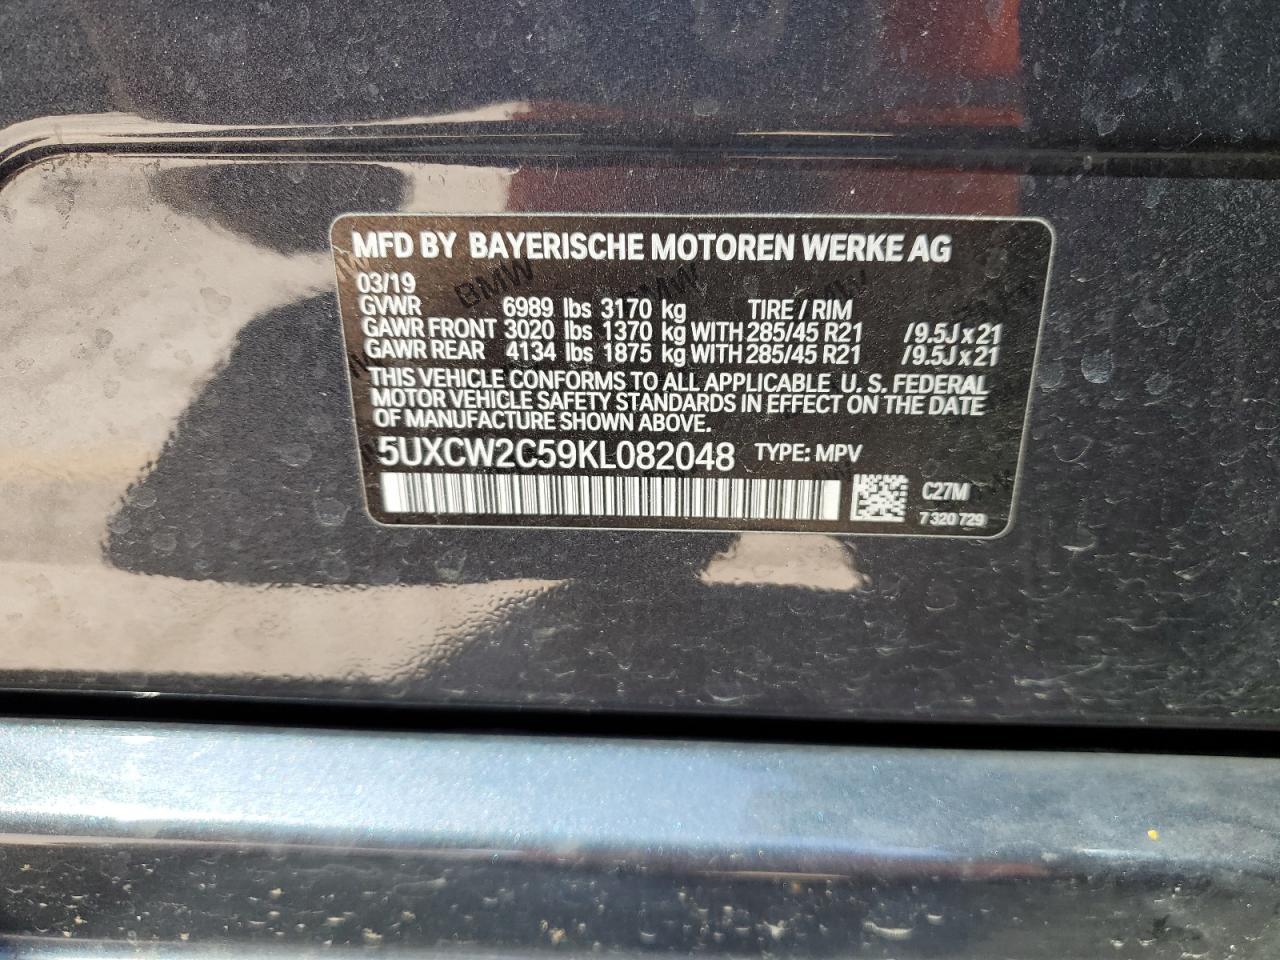 MFD BY BAYERISCHE MOTOREN WERKE AG
03/19
GVWR 6989 lbs 3170 kg TIRE / RIM
GAWR FRONT 3020 lbs 1370 kg WITH 285/45 R21 /9.5J x 21
GAWR REAR 4134 lbs 1875 kg WITH 285/45 R21 /9.5J x 21
THIS VEHICLE CONFORMS TO ALL APPLICABLE U. S. FEDERAL
MOTOR VEHICLE SAFETY STANDARDS IN EFFECT ON THE DATE
OF MANUFACTURE SHOWN ABOVE.
5UXCW2C59KL082048 TYPE: MPV
C27M
7 320 729